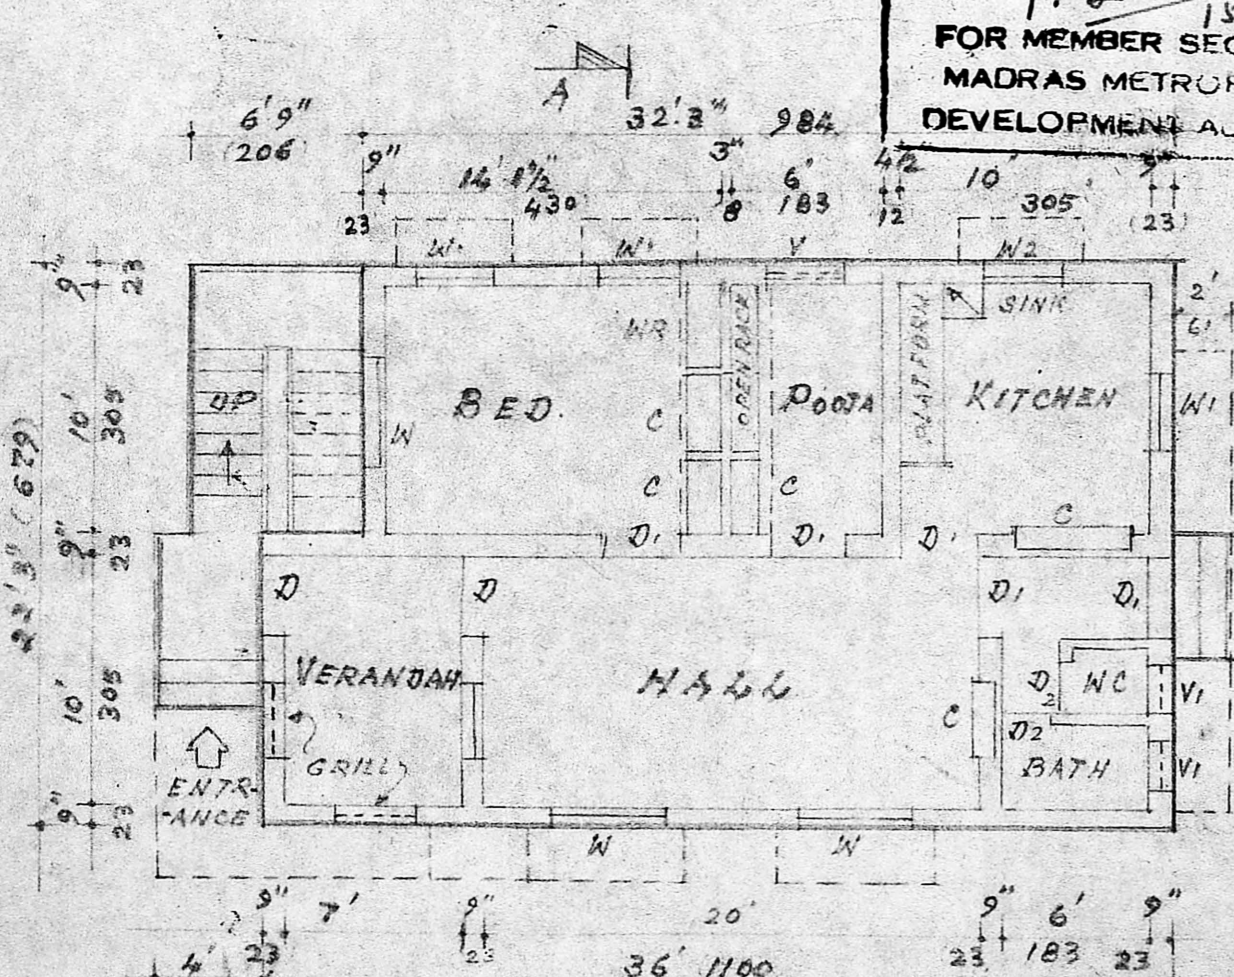 FOR MEMBER SEC
MADRAS METROP
DEVELOPMENT AU
A
6'9"
(206)
32'.3"
984
9"
14' 1½"
3"
6'
4½
10'
9"
23
430
8
183
12
305
(23)
W1
W1
V
W2
9"
23
2'
61
SINK
WR
OPEN RACK
PLATFORM
UP
BED.
POOJA
KITCHEN
W1
W
C
C
C
C
10'
305
22'3" (679)
9"
23
D1
D1
D1
D
D
D1
D1
VERANDAH
HALL
D2
WC
V1
C
D2
10'
305
GRILL
BATH
V1
ENTR-
-ANCE
9"
23
W
W
9"
7'
9"
20'
9"
6'
9"
23
23
23
183
23
4'
36'
1100